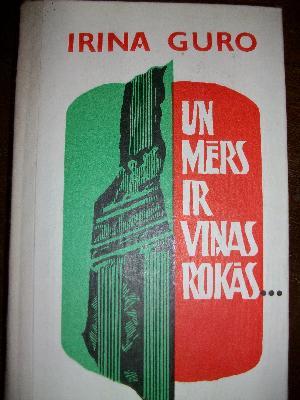 IRINA GURO
UN
MĒRS
IR
VIŅAS
ROKĀS...